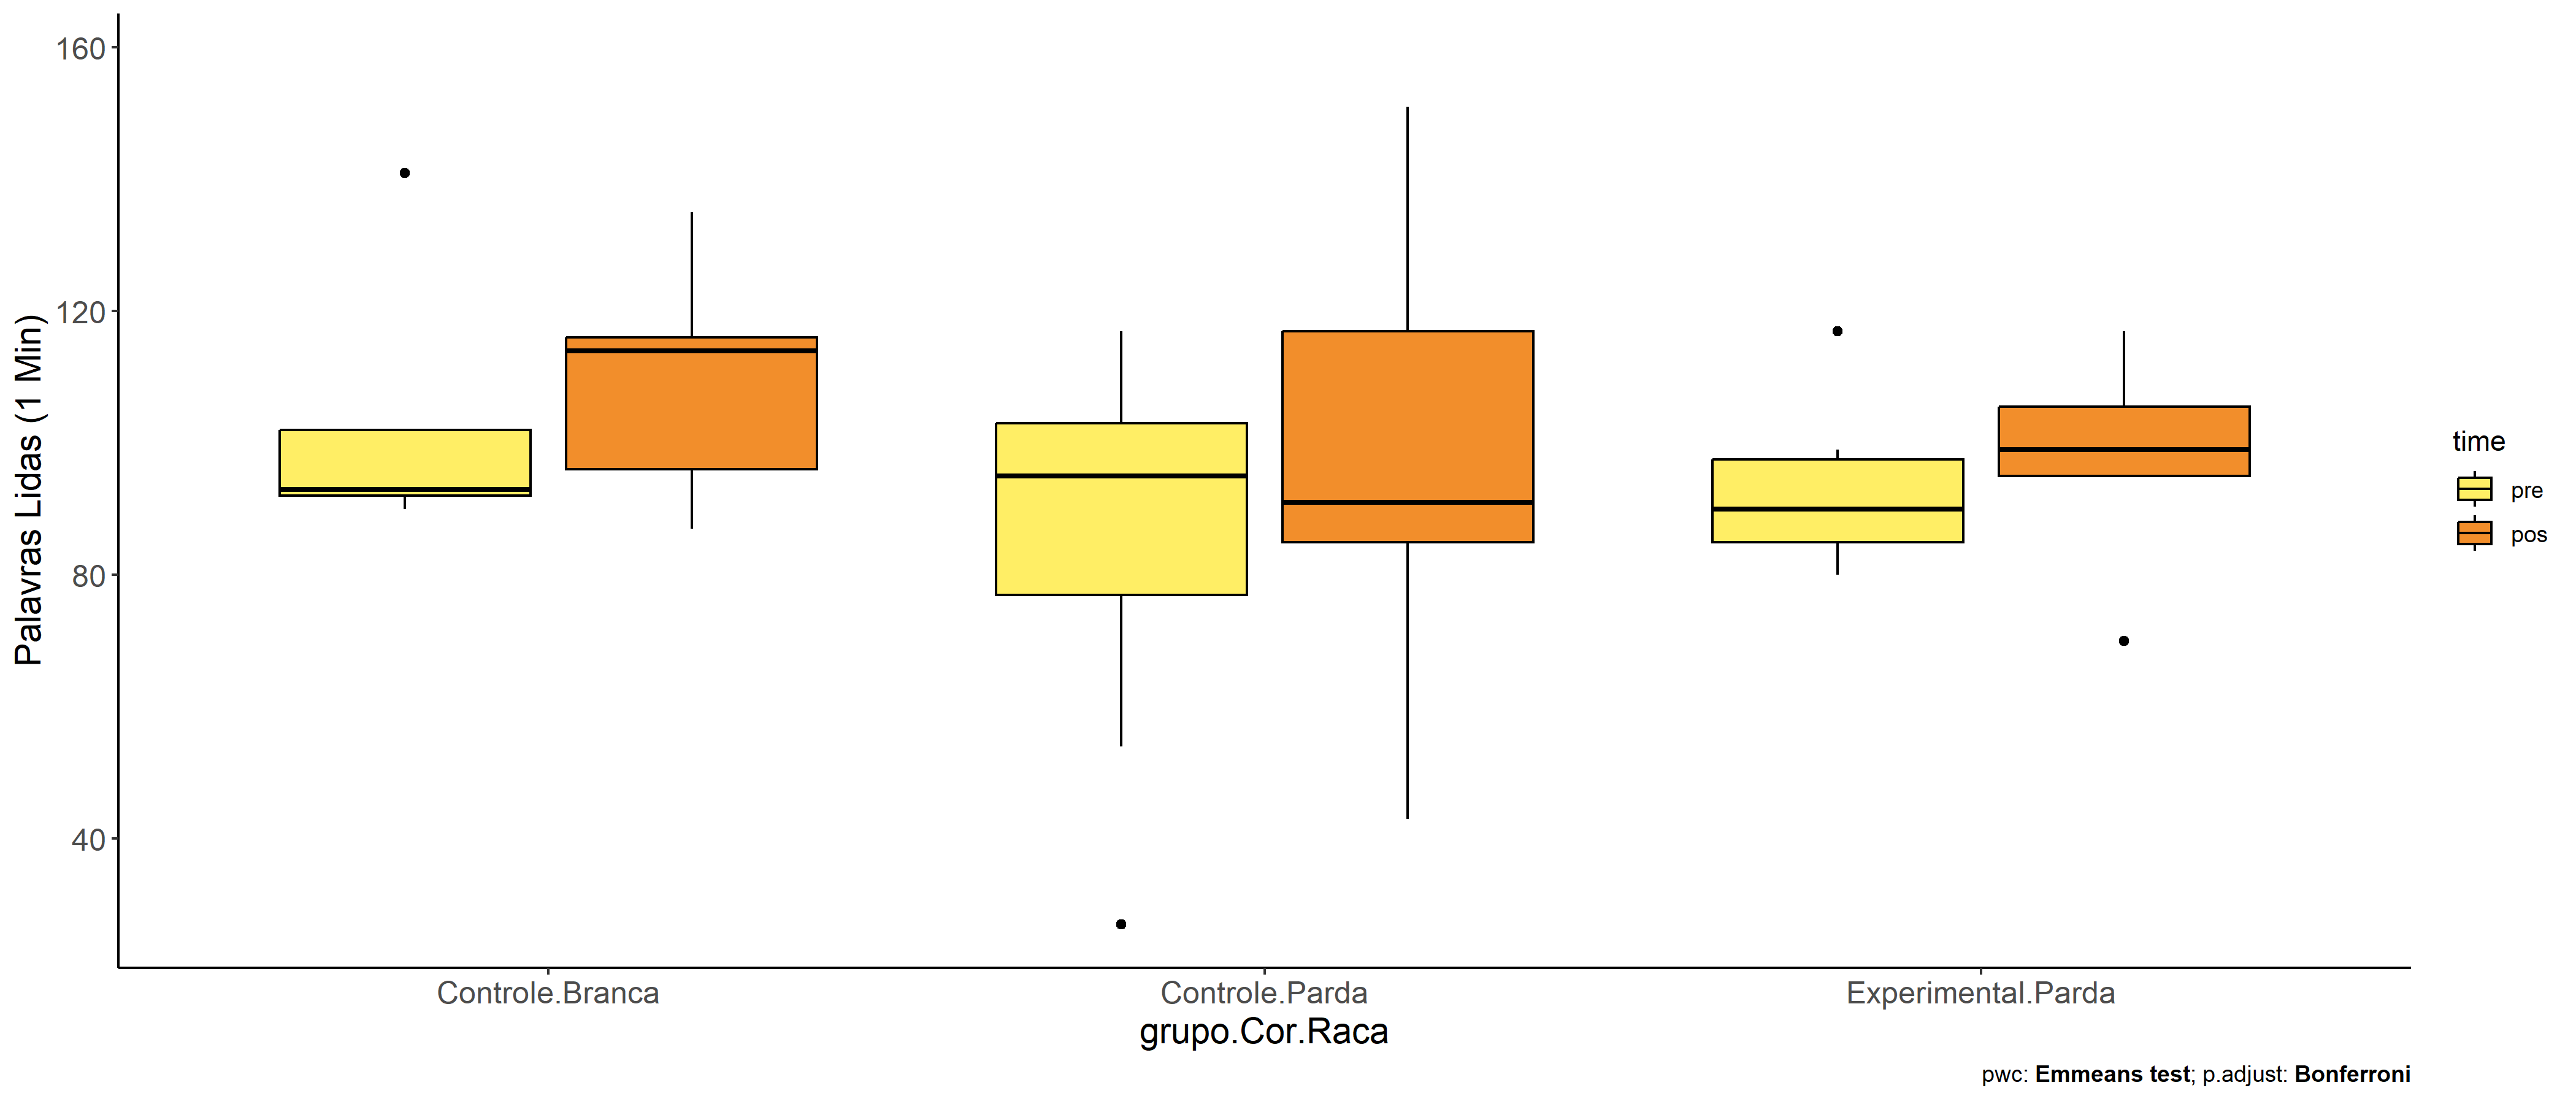 Palavras Lidas (1 Min)
160
120
80
40
Controle.Branca
Controle.Parda
Experimental.Parda
grupo.Cor.Raca
time
pre
pos
pwc: Emmeans test; p.adjust: Bonferroni